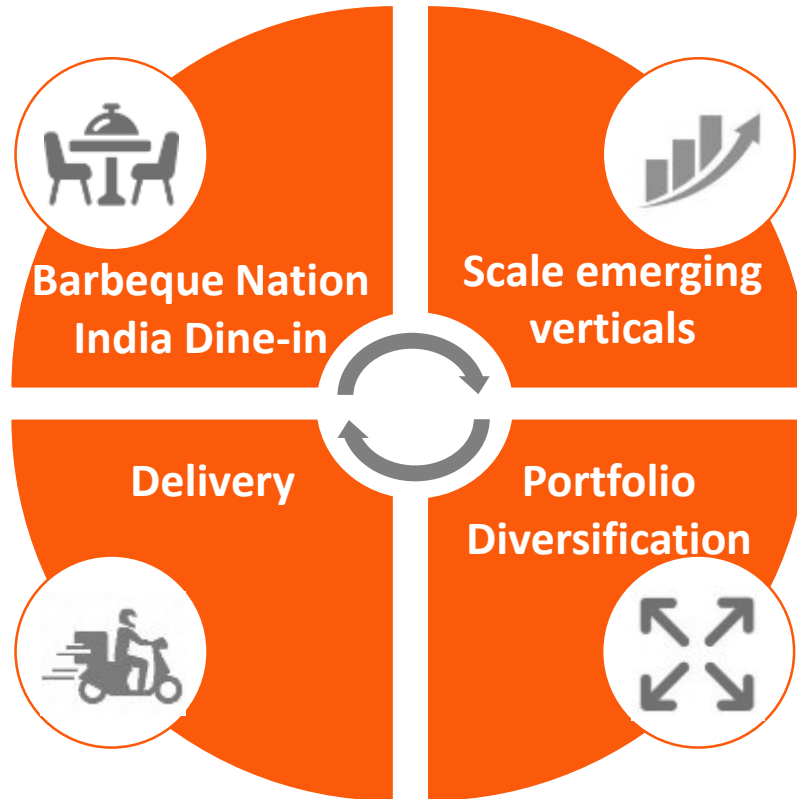 Barbeque Nation
India Dine-in
Scale emerging
verticals
Delivery
Portfolio
Diversification